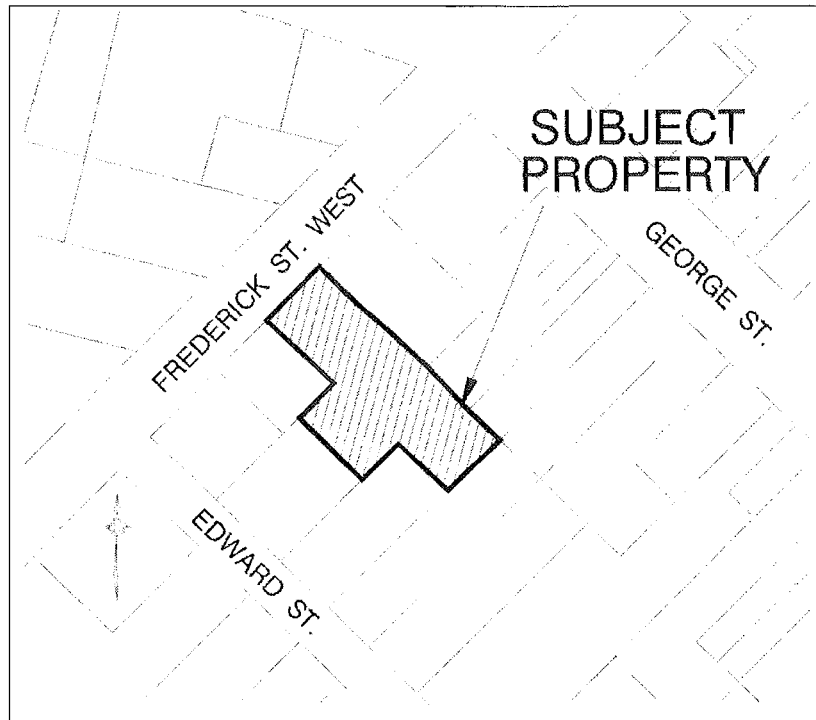 SUBJECT
PROPERTY
FREDERICK ST. WEST
GEORGE ST.
EDWARD ST.